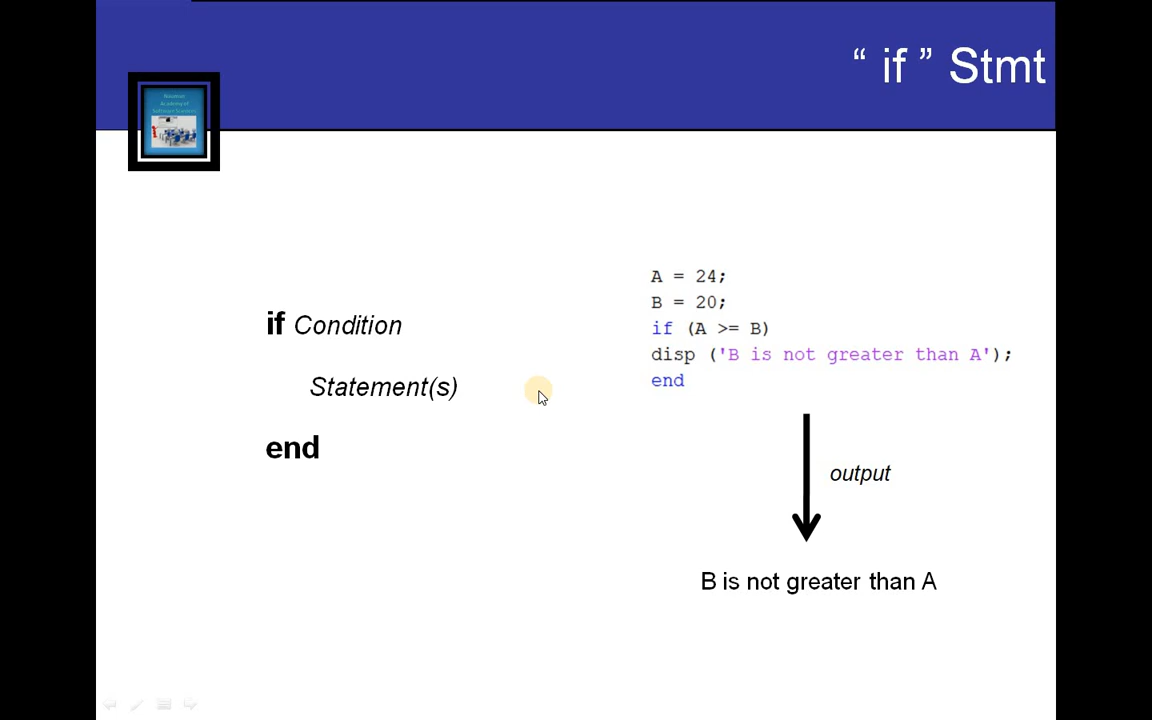 “ if ” Stmt
if Condition
Statement(s)
end
A = 24;
B = 20;
if (A >= B)
disp ('B is not greater than A');
end
output
B is not greater than A